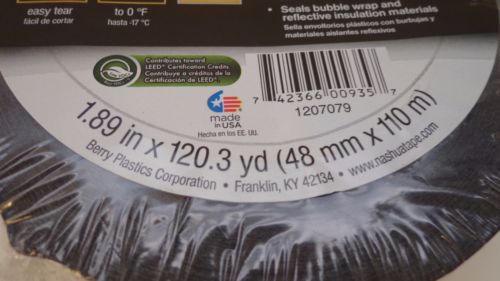 easy tear
fácil de cortar
to 0 °F
hasta -17 °C
• Seals bubble wrap and
reflective insulation materials
Sella envoltorios plásticos con burbujas y
materiales aislantes reflexivos
Contributes toward
LEED® Certification Credits
Contribuye a créditos de la
Certificación de LEED®
made
in USA
Hecha en los EE. UU.
7 42366 00935 7
1207079
1.89 in x 120.3 yd (48 mm x 110 m)
Berry Plastics Corporation • Franklin, KY 42134 • www.nashuatape.com